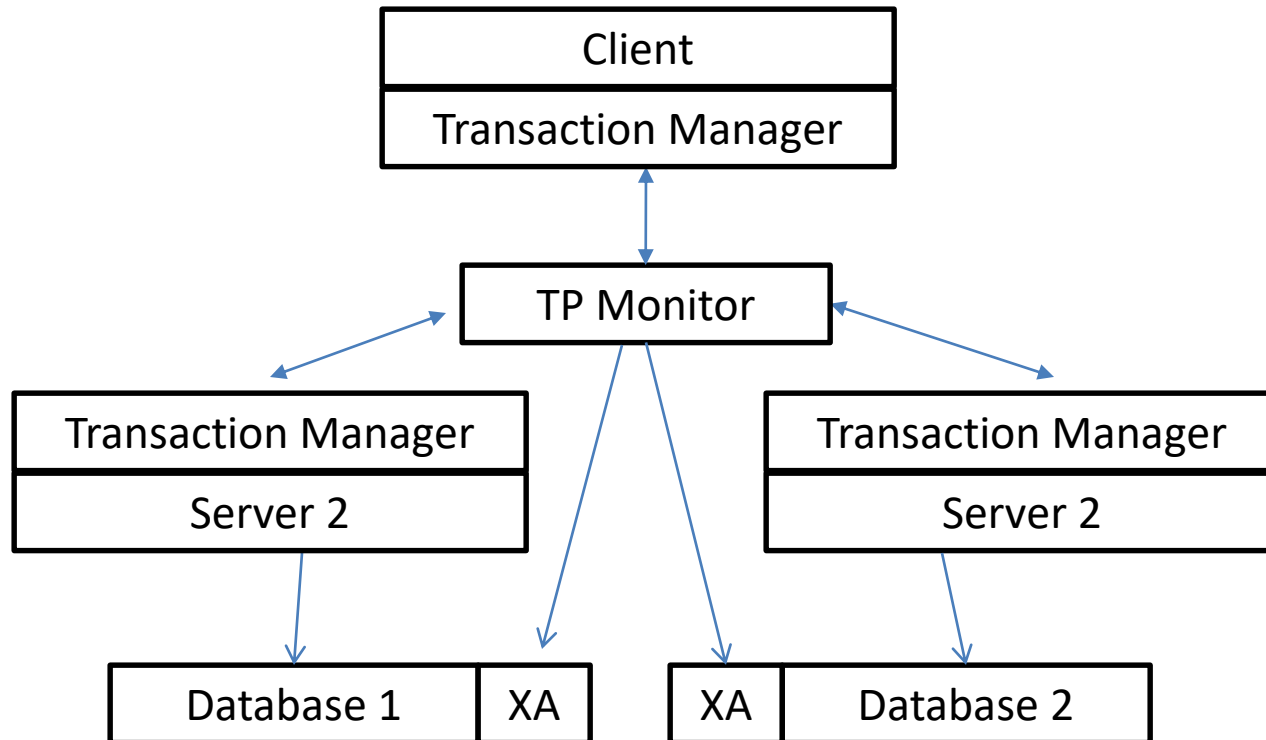 Client
Transaction Manager
TP Monitor
Transaction Manager
Transaction Manager
Server 2
Server 2
Database 1
XA
XA
Database 2